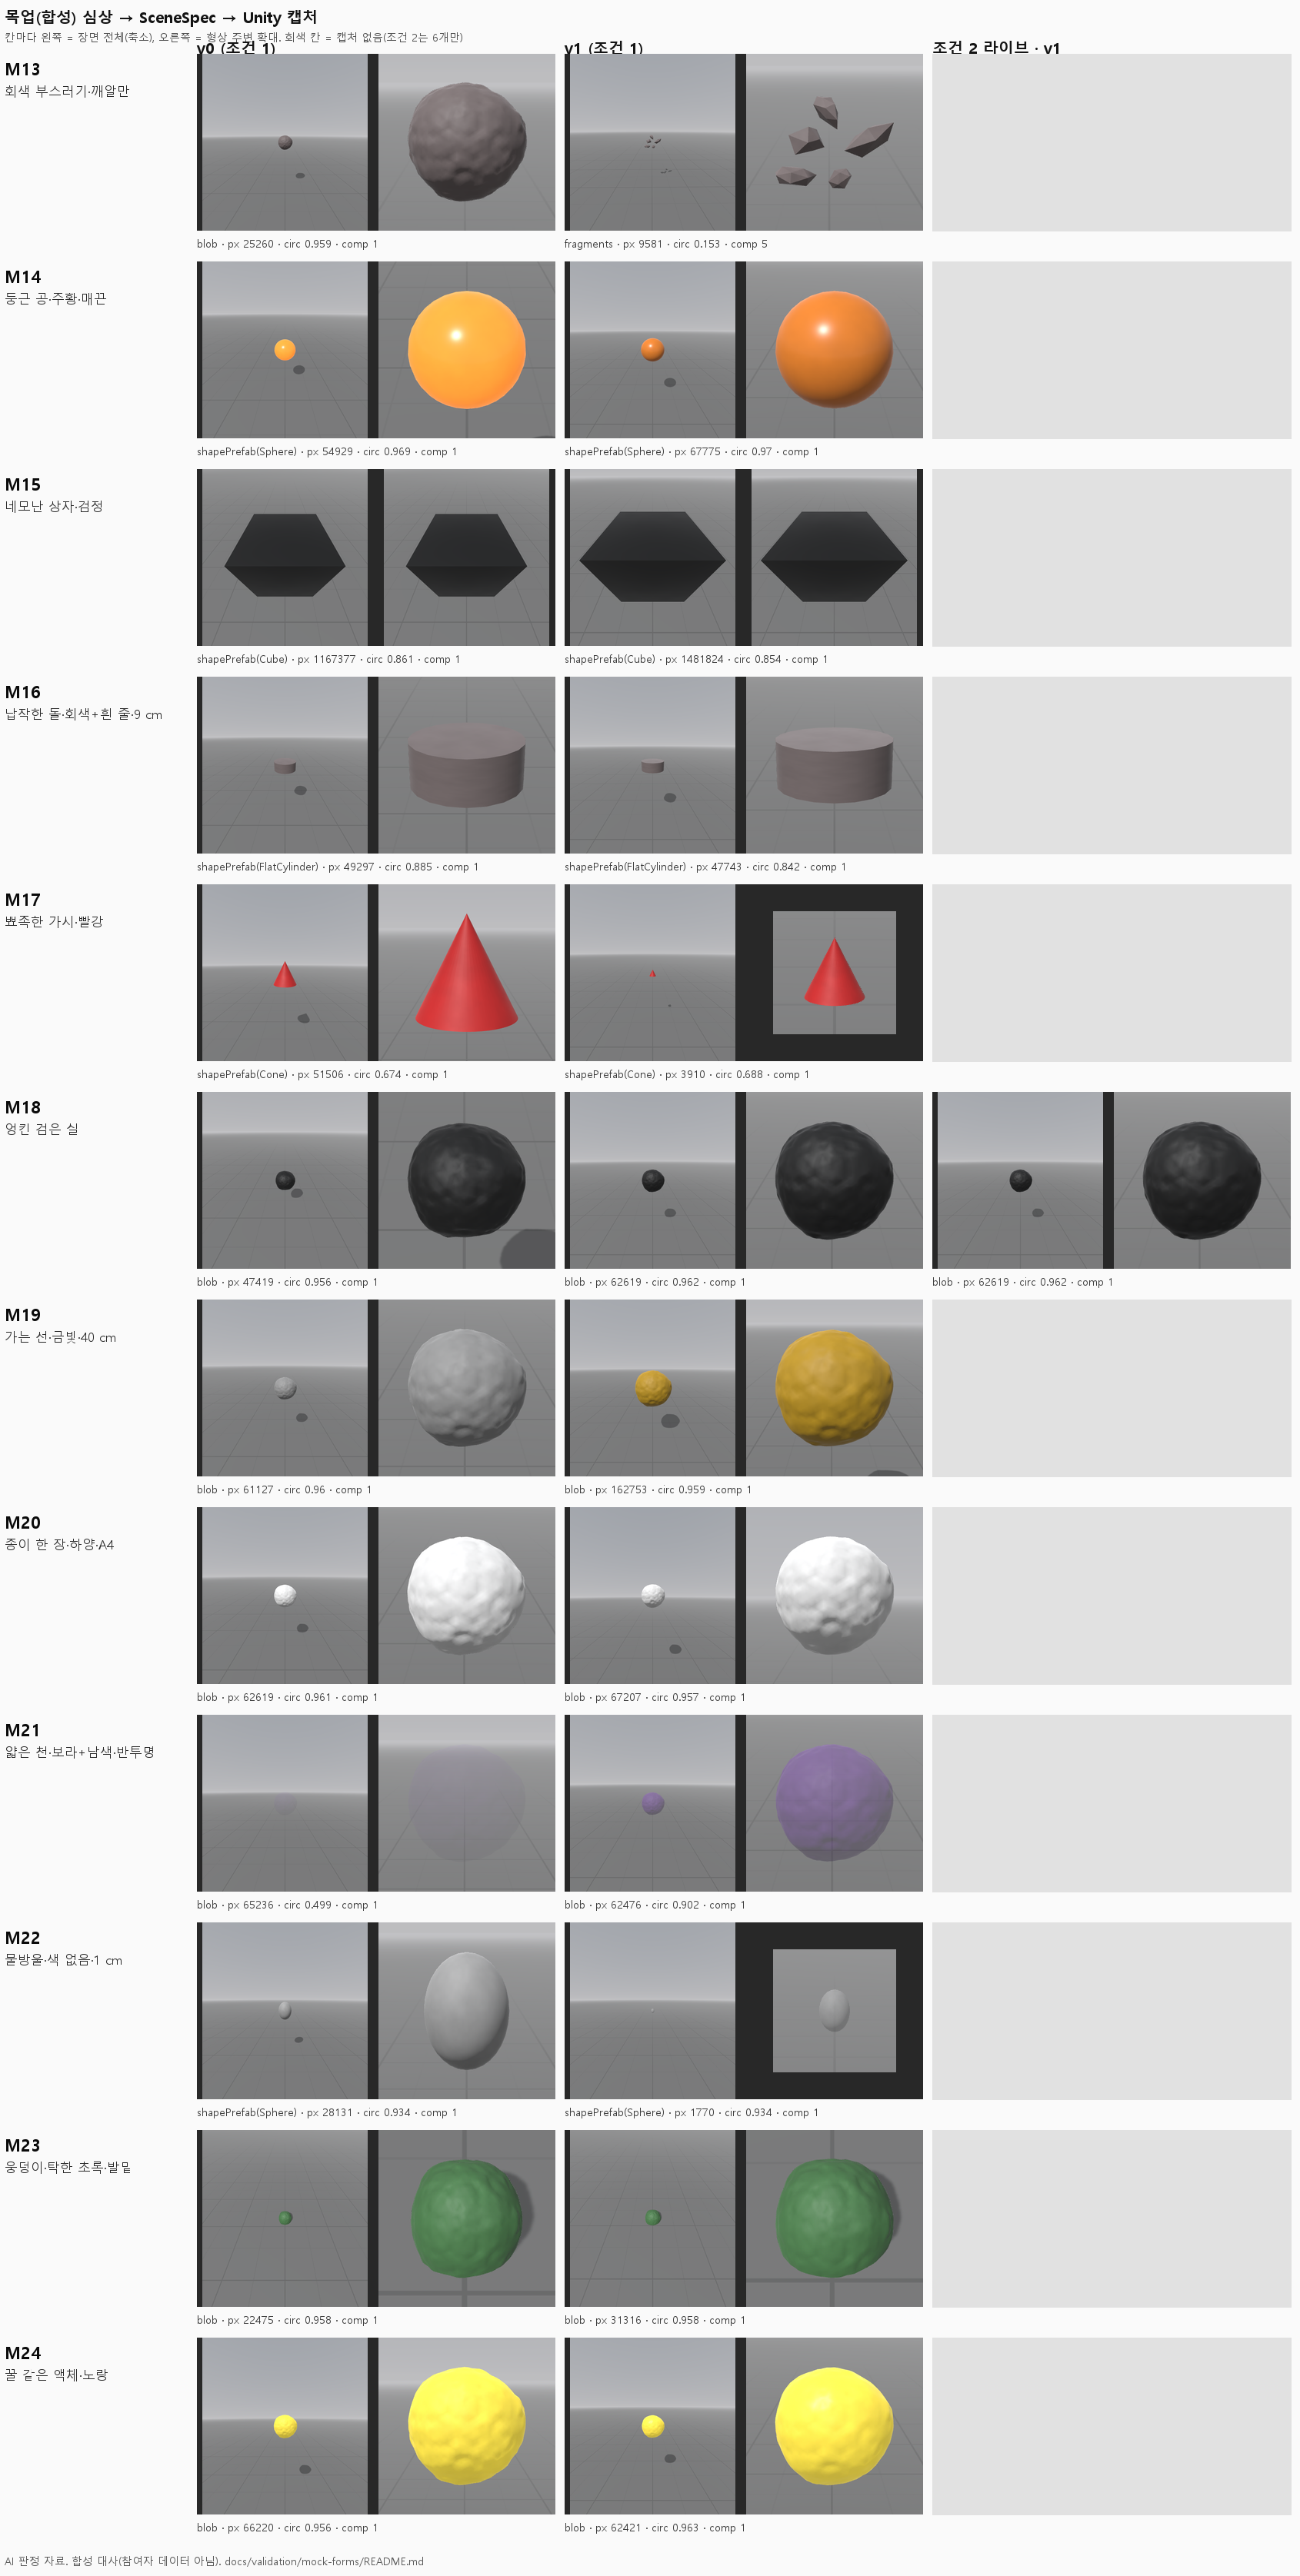 목업(합성) 심상 → SceneSpec → Unity 캡처
칸마다 왼쪽 = 장면 전체(축소), 오른쪽 = 형상 주변 확대. 회색 칸 = 캡처 없음(조건 2는 6개만)
v0 (조건 1)
v1 (조건 1)
조건 2 라이브 · v1
M13
회색 부스러기·깨알만
blob · px 25260 · circ 0.959 · comp 1
fragments · px 9581 · circ 0.153 · comp 5
M14
둥근 공·주황·매끈
shapePrefab(Sphere) · px 54929 · circ 0.969 · comp 1
shapePrefab(Sphere) · px 67775 · circ 0.97 · comp 1
M15
네모난 상자·검정
shapePrefab(Cube) · px 1167377 · circ 0.861 · comp 1
shapePrefab(Cube) · px 1481824 · circ 0.854 · comp 1
M16
납작한 돌·회색+흰 줄·9 cm
shapePrefab(FlatCylinder) · px 49297 · circ 0.885 · comp 1
shapePrefab(FlatCylinder) · px 47743 · circ 0.842 · comp 1
M17
뾰족한 가시·빨강
shapePrefab(Cone) · px 51506 · circ 0.674 · comp 1
shapePrefab(Cone) · px 3910 · circ 0.688 · comp 1
M18
엉킨 검은 실
blob · px 47419 · circ 0.956 · comp 1
blob · px 62619 · circ 0.962 · comp 1
blob · px 62619 · circ 0.962 · comp 1
M19
가는 선·금빛·40 cm
blob · px 61127 · circ 0.96 · comp 1
blob · px 162753 · circ 0.959 · comp 1
M20
종이 한 장·하양·A4
blob · px 62619 · circ 0.961 · comp 1
blob · px 67207 · circ 0.957 · comp 1
M21
얇은 천·보라+남색·반투명
blob · px 65236 · circ 0.499 · comp 1
blob · px 62476 · circ 0.902 · comp 1
M22
물방울·색 없음·1 cm
shapePrefab(Sphere) · px 28131 · circ 0.934 · comp 1
shapePrefab(Sphere) · px 1770 · circ 0.934 · comp 1
M23
웅덩이·탁한 초록·발밑
blob · px 22475 · circ 0.958 · comp 1
blob · px 31316 · circ 0.958 · comp 1
M24
꿀 같은 액체·노랑
blob · px 66220 · circ 0.956 · comp 1
blob · px 62421 · circ 0.963 · comp 1
AI 판정 자료. 합성 대사(참여자 데이터 아님). docs/validation/mock-forms/README.md